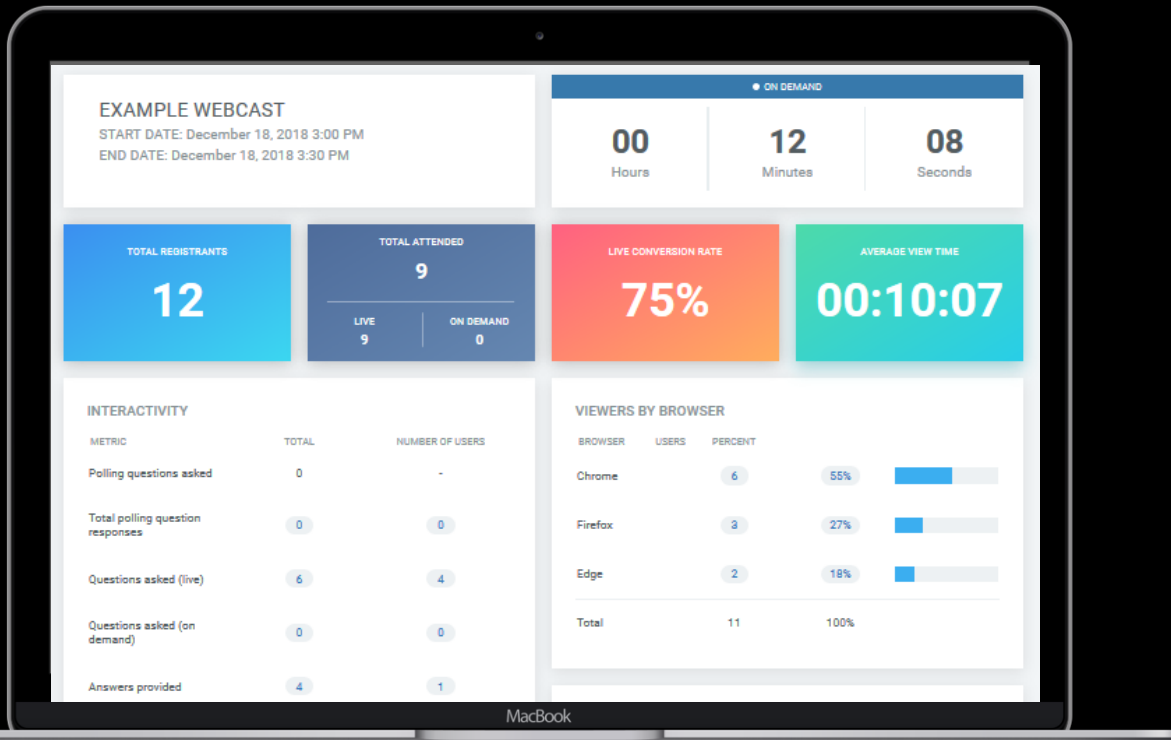 EXAMPLE WEBCAST
START DATE: December 18, 2018 3:00 PM
END DATE: December 18, 2018 3:30 PM
ON DEMAND
00 12 08
Hours Minutes Seconds
TOTAL REGISTRANTS
12
TOTAL ATTENDED
9
LIVE ON DEMAND
9 0
LIVE CONVERSION RATE
75%
AVERAGE VIEW TIME
00:10:07
INTERACTIVITY
METRIC TOTAL NUMBER OF USERS
Polling questions asked 0 -
Total polling question
responses 0 0
Questions asked (live) 6 4
Questions asked (on
demand) 0 0
Answers provided 4 1
VIEWERS BY BROWSER
BROWSER USERS PERCENT
Chrome 6 55%
Firefox 3 27%
Edge 2 18%
Total 11 100%
MacBook